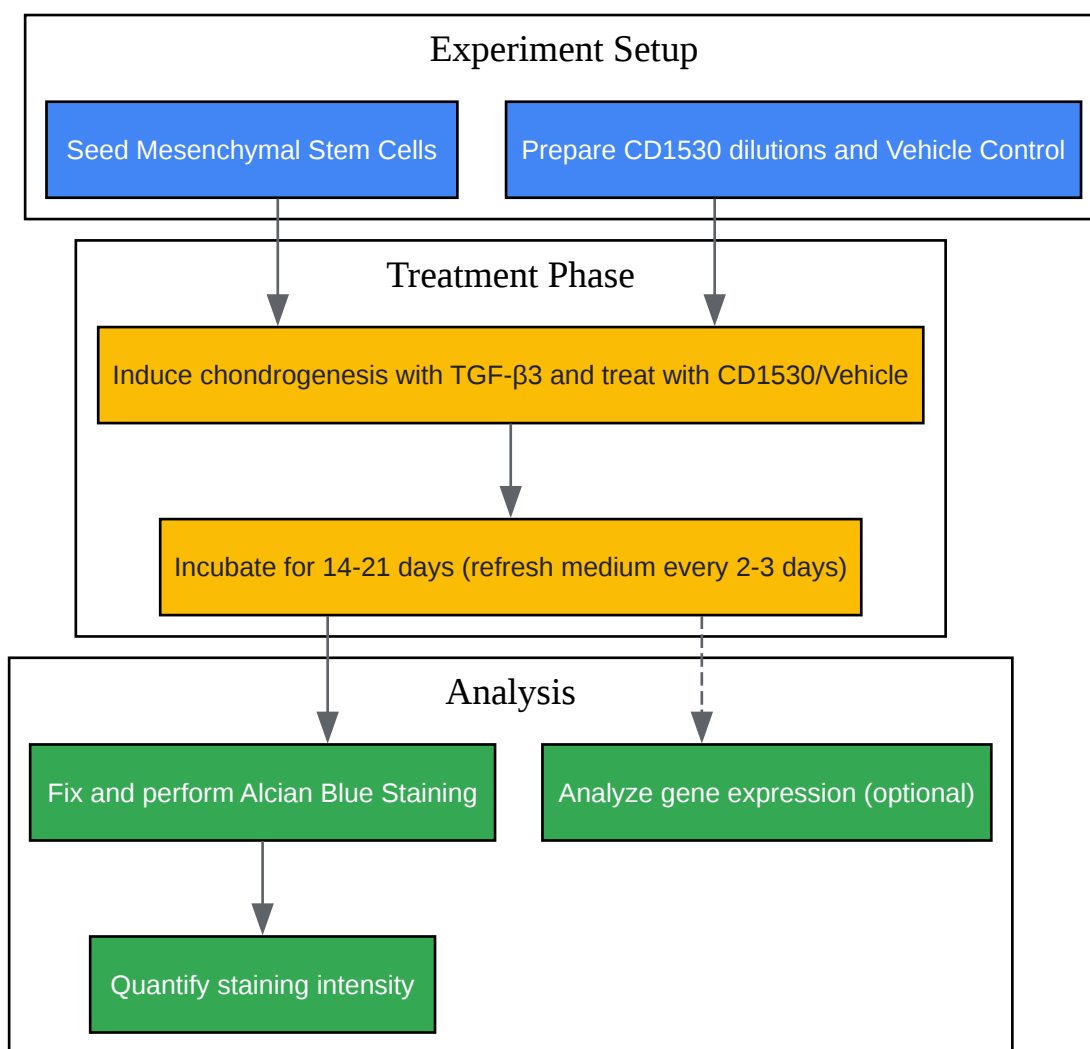 Experiment Setup
Seed Mesenchymal Stem Cells
Prepare CD1530 dilutions and Vehicle Control
Treatment Phase
Induce chondrogenesis with TGF-β3 and treat with CD1530/Vehicle
Incubate for 14-21 days (refresh medium every 2-3 days)
Analysis
Fix and perform Alcian Blue Staining
Analyze gene expression (optional)
Quantify staining intensity